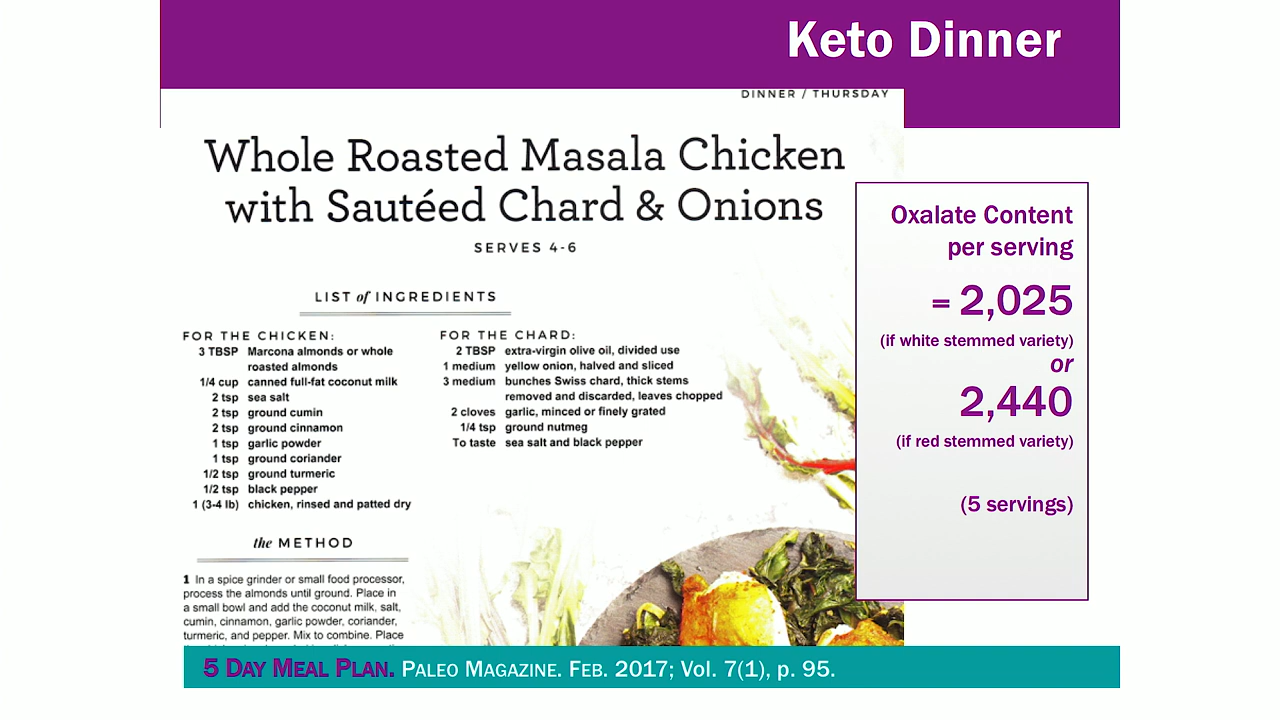 Keto Dinner
DINNER / THURSDAY
Whole Roasted Masala Chicken
with Sautéed Chard & Onions
SERVES 4-6
LIST of INGREDIENTS
FOR THE CHICKEN:
3 TBSP Marcona almonds or whole
roasted almonds
1/4 cup canned full-fat coconut milk
2 tsp sea salt
2 tsp ground cumin
2 tsp ground cinnamon
1 tsp garlic powder
1 tsp ground coriander
1/2 tsp ground turmeric
1/2 tsp black pepper
1 (3-4 lb) chicken, rinsed and patted dry
FOR THE CHARD:
2 TBSP extra-virgin olive oil, divided use
1 medium yellow onion, halved and sliced
3 medium bunches Swiss chard, thick stems
removed and discarded, leaves chopped
2 cloves garlic, minced or finely grated
1/4 tsp ground nutmeg
To taste sea salt and black pepper
the METHOD
1 In a spice grinder or small food processor,
process the almonds until ground. Place in
a small bowl and add the coconut milk, salt,
cumin, cinnamon, garlic powder, coriander,
turmeric, and pepper. Mix to combine. Place
Oxalate Content
per serving
= 2,025
(if white stemmed variety)
or
2,440
(if red stemmed variety)
(5 servings)
5 DAY MEAL PLAN. PALEO MAGAZINE. FEB. 2017; VOL. 7(1), P. 95.